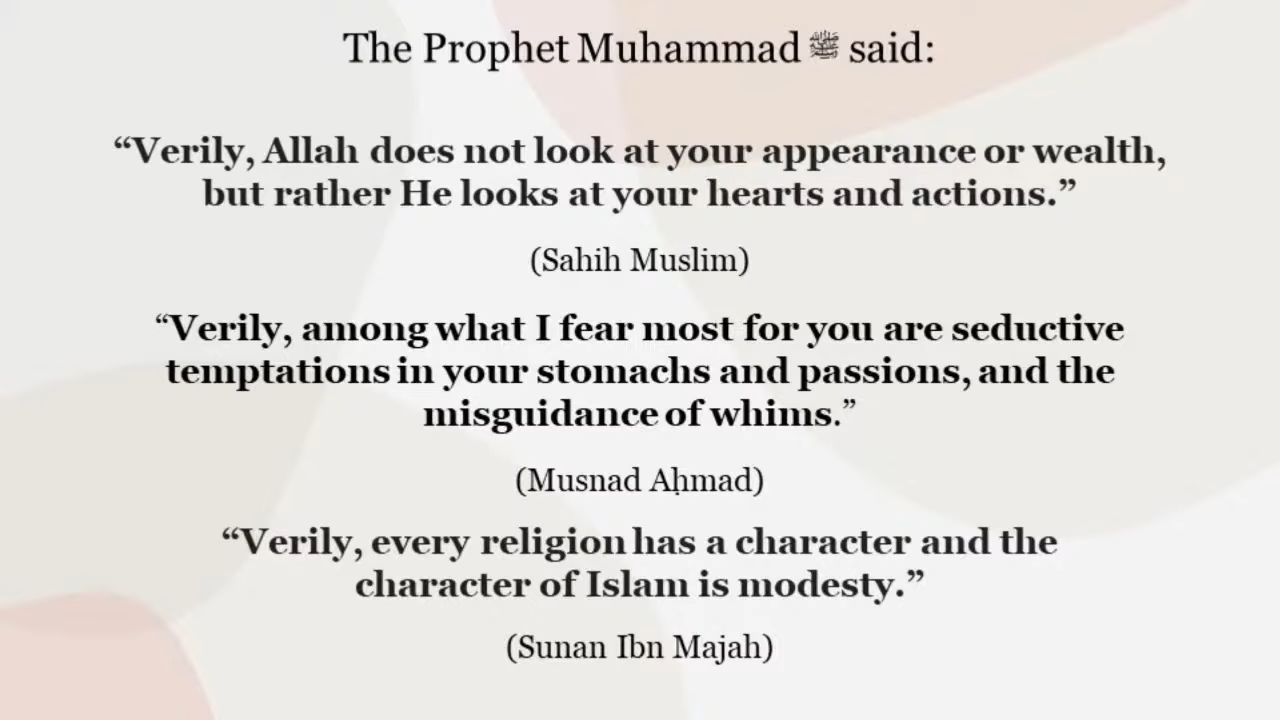 The Prophet Muhammad ﷺ said:
“Verily, Allah does not look at your appearance or wealth,
but rather He looks at your hearts and actions.”
(Sahih Muslim)
“Verily, among what I fear most for you are seductive
temptations in your stomachs and passions, and the
misguidance of whims.”
(Musnad Aḥmad)
“Verily, every religion has a character and the
character of Islam is modesty.”
(Sunan Ibn Majah)